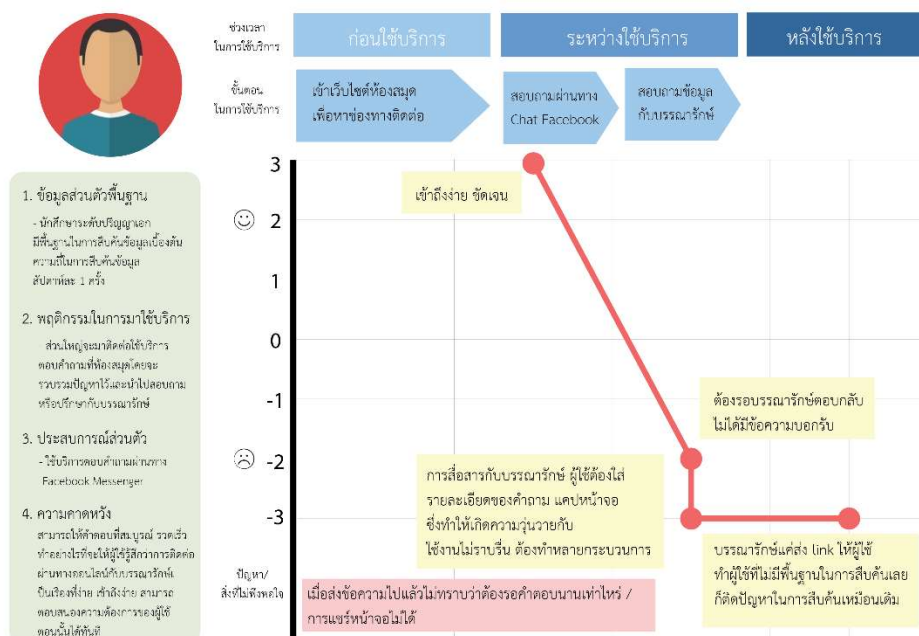 ช่วงเวลา
ในการใช้บริการ
ก่อนใช้บริการ
ระหว่างใช้บริการ
หลังใช้บริการ
ขั้นตอน
ในการใช้บริการ
เข้าเว็บไซต์ห้องสมุด
เพื่อหาช่องทางติดต่อ
สอบถามผ่านทาง
Chat Facebook
สอบถามข้อมูล
กับบรรณารักษ์
1. ข้อมูลส่วนตัวพื้นฐาน
- นักศึกษาระดับปริญญาเอก
มีพื้นฐานในการสืบค้นข้อมูลเบื้องต้น
ความถี่ในการสืบค้นข้อมูล
สัปดาห์ละ 1 ครั้ง
2. พฤติกรรมในการมาใช้บริการ
- ส่วนใหญ่จะมาติดต่อใช้บริการ
ตอบคำถามที่ห้องสมุดโดยจะ
รวบรวมปัญหาไว้และนำไปสอบถาม
หรือปรึกษากับบรรณารักษ์
3. ประสบการณ์ส่วนตัว
- ใช้บริการตอบคำถามผ่านทาง
Facebook Messenger
4. ความคาดหวัง
สามารถให้คำตอบที่สมบูรณ์ รวดเร็ว
ทำอย่างไรที่จะให้ผู้ใช้รู้สึกว่าการติดต่อ
ผ่านทางออนไลน์กับบรรณารักษ์
เป็นเรื่องที่ง่าย เข้าถึงง่าย สามารถ
ตอบสนองความต้องการของผู้ใช้
ตอนนั้นได้ทันที
3
2
1
0
-1
-2
-3
เข้าถึงง่าย ชัดเจน
ต้องรอบรรณารักษ์ตอบกลับ
ไม่ได้มีข้อความบอกรับ
การสื่อสารกับบรรณารักษ์ ผู้ใช้ต้องใส่
รายละเอียดของคำถาม แคปหน้าจอ
ซึ่งทำให้เกิดความวุ่นวายกับ
ใช้งานไม่ราบรื่น ต้องทำหลายกระบวนการ
บรรณารักษ์แค่ส่ง link ให้ผู้ใช้
ทำผู้ใช้ที่ไม่มีพื้นฐานในการสืบค้นเลย
ก็ติดปัญหาในการสืบค้นเหมือนเดิม
ปัญหา/
สิ่งที่ไม่พึงพอใจ
เมื่อส่งข้อความไปแล้วไม่ทราบว่าต้องรอคำตอบนานเท่าไหร่ /
การแชร์หน้าจอไม่ได้